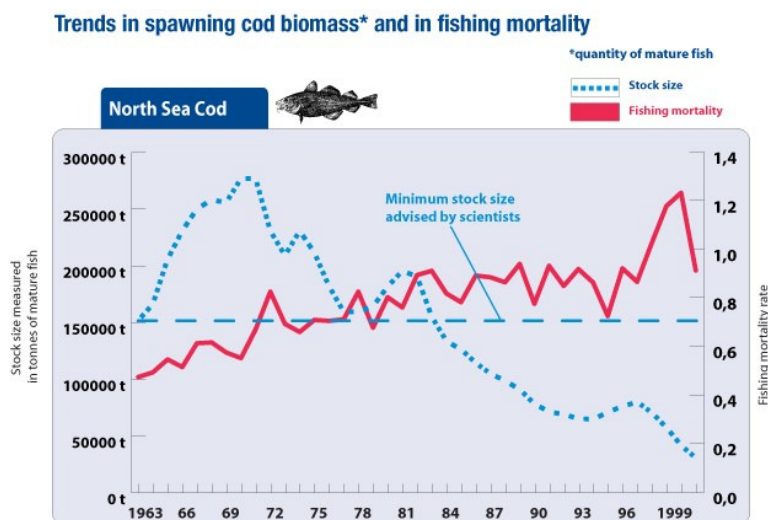 Trends in spawning cod biomass* and in fishing mortality
*quantity of mature fish
Stock size
Fishing mortality
North Sea Cod
300000 t
250000 t
200000 t
150000 t
100000 t
50000 t
0 t
Stock size measured
in tonnes of mature fish
Minimum stock size
advised by scientists
1,4
1,2
1,0
0,8
0,6
0,4
0,2
0,0
Fishing mortality rate
1963 66 69 72 75 78 81 84 87 90 93 96 1999